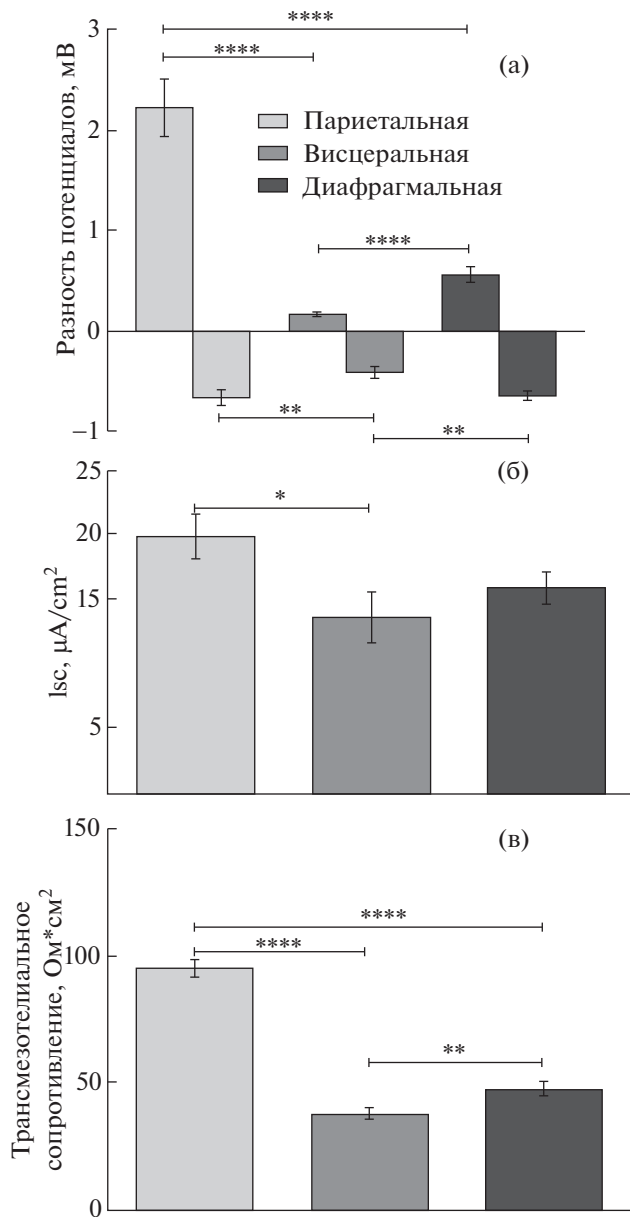 ****
3
****
(а)
Разность потенциалов, мВ
Париетальная
2
Висцеральная
Диафрагмальная
****
1
0
**
**
–1
25
(б)
*
20
Isc, µA/cm²
15
5
150
(в)
****
****
Трансмезотелиальное
сопротивление, Ом*см²
100
**
50
0